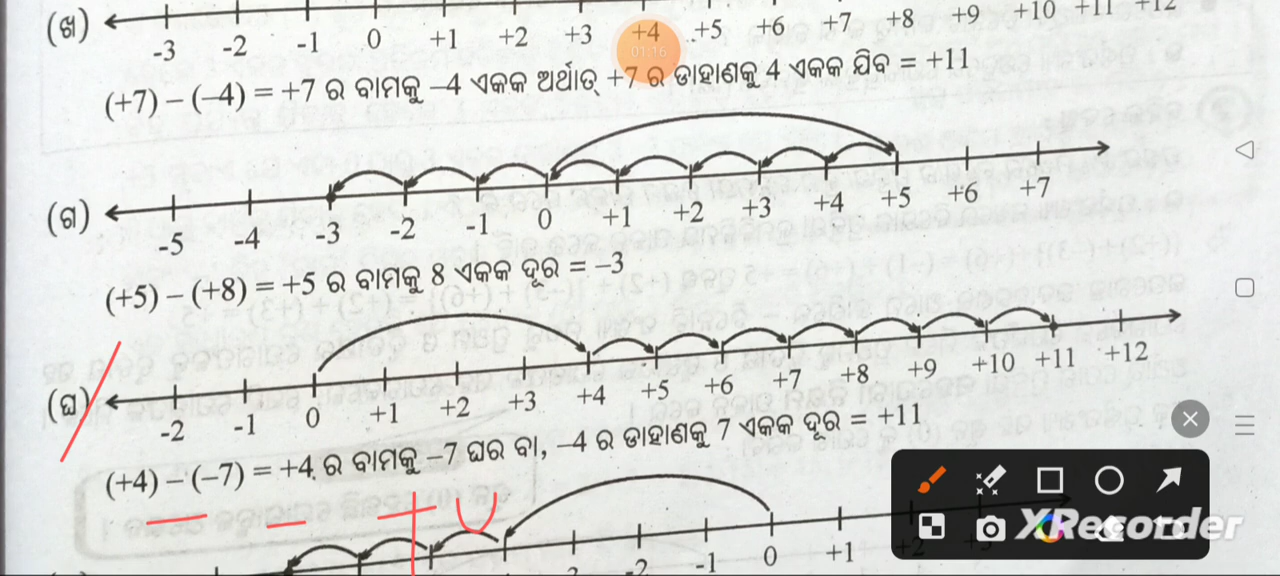 (ଖ)
-3 -2 -1 0 +1 +2 +3 +4 +5 +6 +7 +8 +9 +10 +11 +12
01:16
(+7) – (–4) = +7 ର ବାମକୁ –4 ଏକକ ଅର୍ଥାତ୍ +7 ର ଡାହାଣକୁ 4 ଏକକ ଯିବ = +11
(ଗ)
-5 -4 -3 -2 -1 0 +1 +2 +3 +4 +5 +6 +7
(+5) – (+8) = +5 ର ବାମକୁ 8 ଏକକ ଦୂର = –3
(ଘ)
-2 -1 0 +1 +2 +3 +4 +5 +6 +7 +8 +9 +10 +11 +12
(+4) – (–7) = +4 ର ବାମକୁ –7 ଘର ବା, –4 ର ଡାହାଣକୁ 7 ଏକକ ଦୂର = +11
-2 -1 0 +1 +2
XRecorder